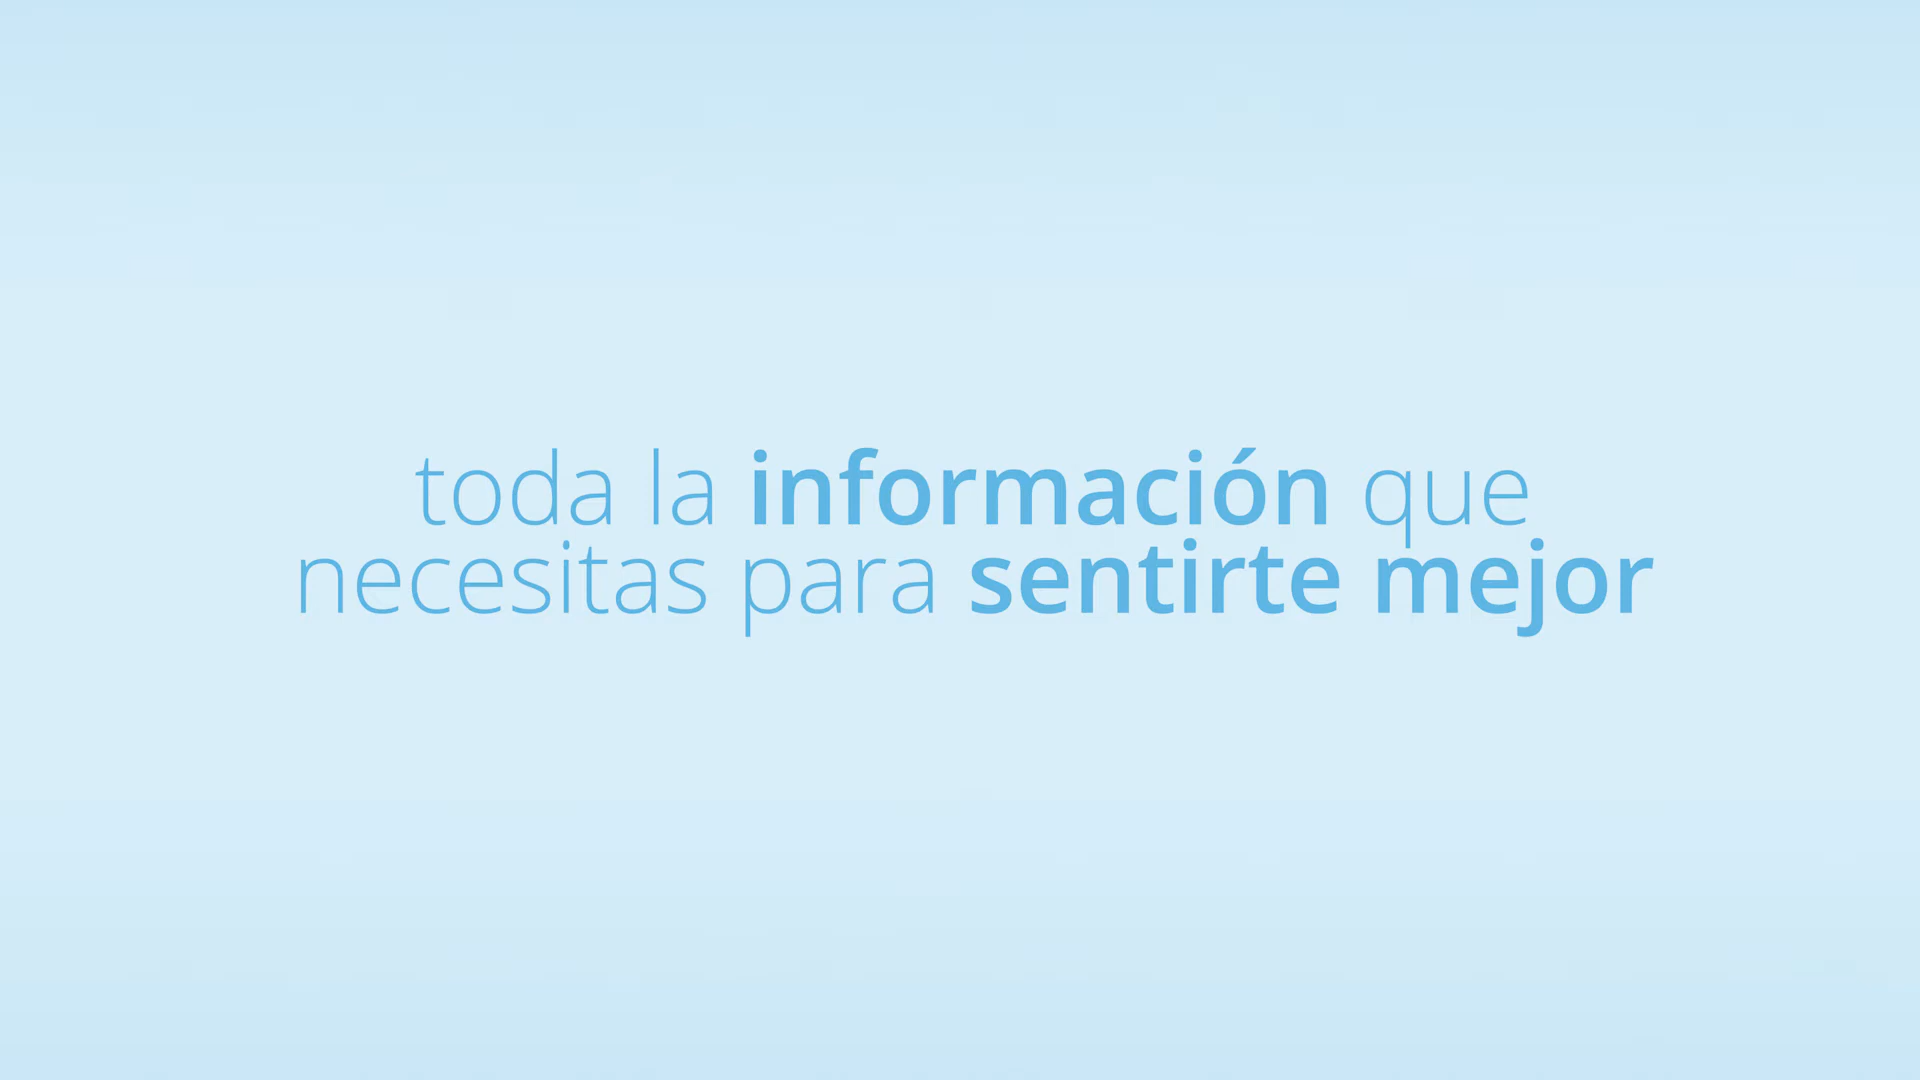 toda la información que
necesitas para sentirte mejor